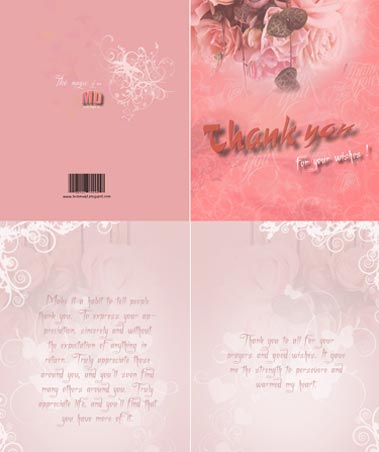 The magic of
MD
Thank you
for your wishes !
Make it a habit to tell people
thank you. To express your ap-
preciation, sincerely and without
the expectation of anything in
return. Truly appreciate those
around you, and you'll soon find
many others around you. Truly
appreciate life, and you'll find that
you have more of it.
Thank you to all for your
prayers and good wishes. It gave
me the strength to persevere and
warmed my heart.